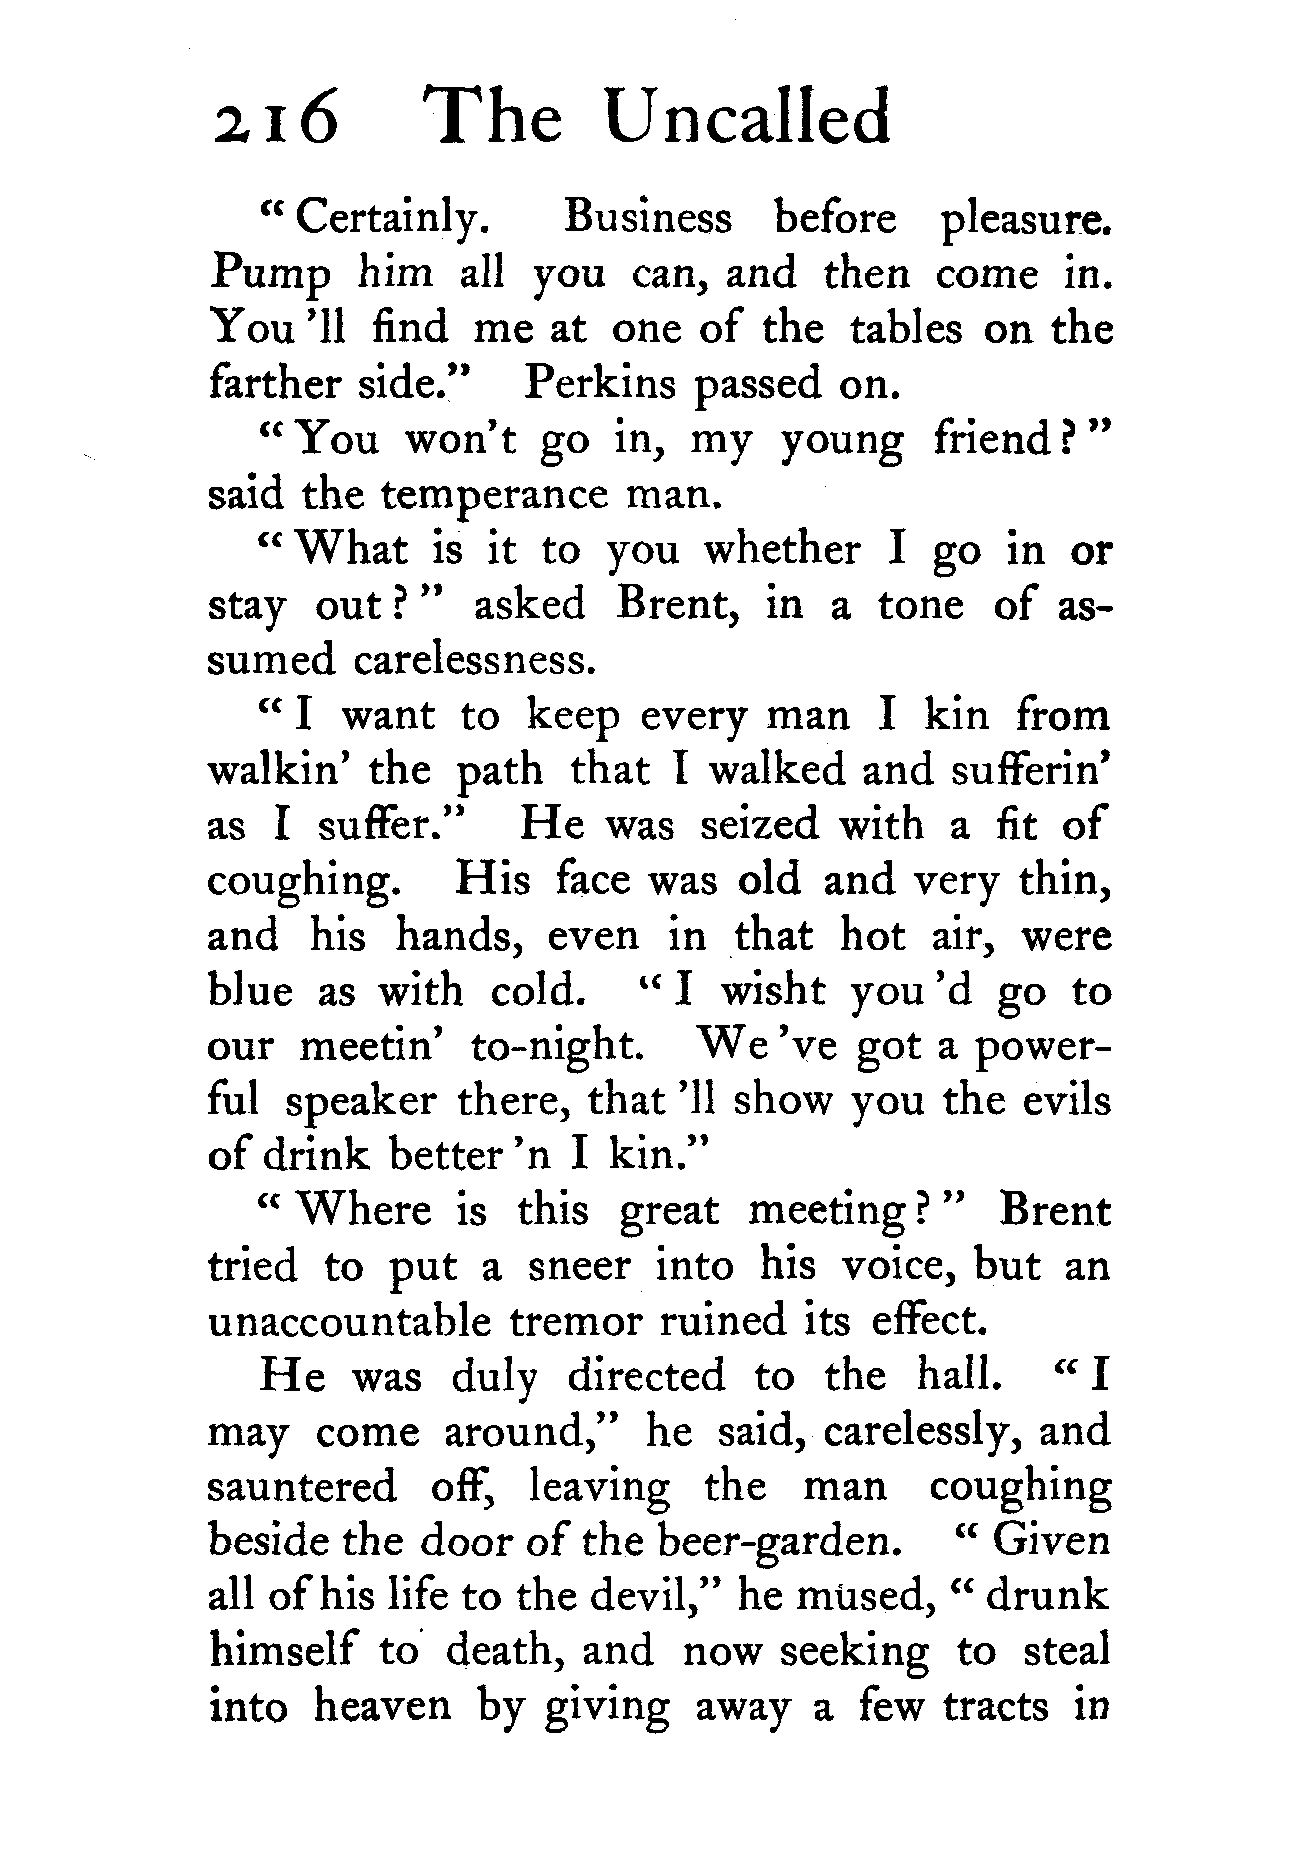 216 The Uncalled
“ Certainly. Business before pleasure.
Pump him all you can, and then come in.
You ’ll find me at one of the tables on the
farther side.” Perkins passed on.
“ You won’t go in, my young friend ? ”
said the temperance man.
“ What is it to you whether I go in or
stay out ? ” asked Brent, in a tone of as-
sumed carelessness.
“ I want to keep every man I kin from
walkin’ the path that I walked and sufferin’
as I suffer.” He was seized with a fit of
coughing. His face was old and very thin,
and his hands, even in that hot air, were
blue as with cold. “ I wisht you ’d go to
our meetin’ to-night. We ’ve got a power-
ful speaker there, that ’ll show you the evils
of drink better ’n I kin.”
“ Where is this great meeting ? ” Brent
tried to put a sneer into his voice, but an
unaccountable tremor ruined its effect.
He was duly directed to the hall. “ I
may come around,” he said, carelessly, and
sauntered off, leaving the man coughing
beside the door of the beer-garden. “ Given
all of his life to the devil,” he mused, “ drunk
himself to death, and now seeking to steal
into heaven by giving away a few tracts in